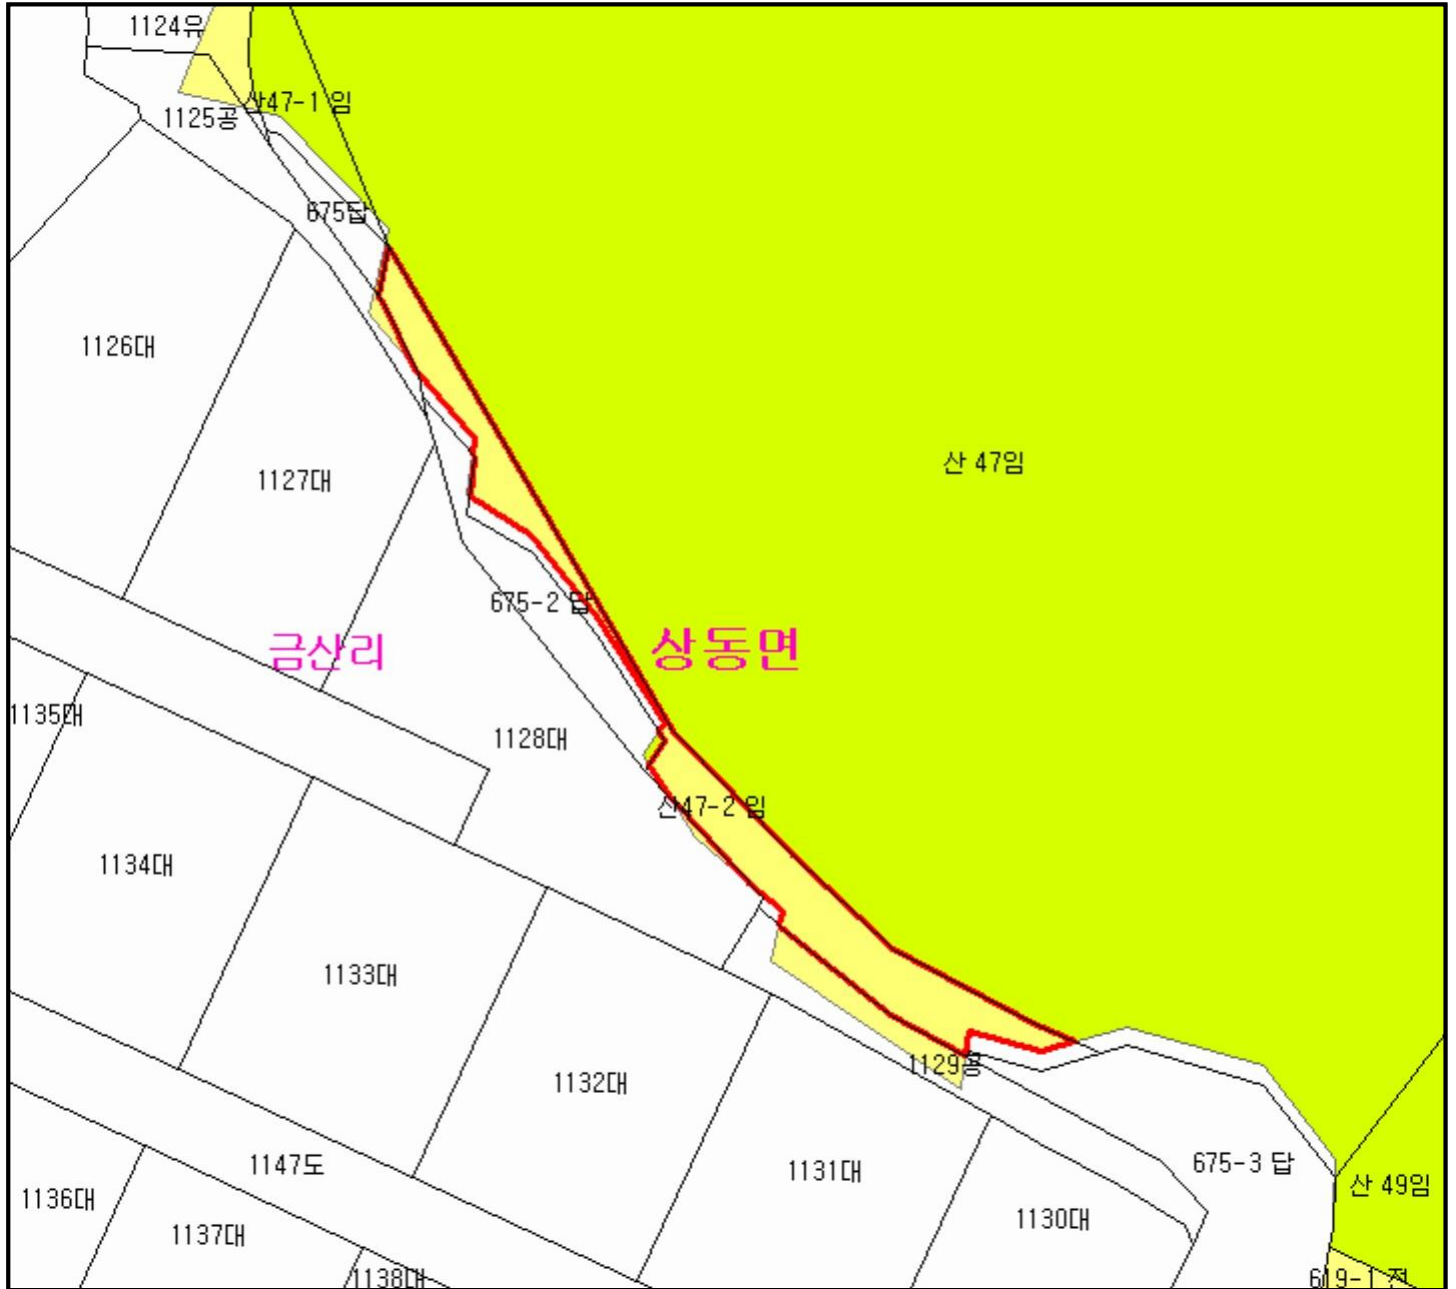 1124유
산47-1 임
1125공
675답
1126대
산 47임
1127대
675-2 답
금산리
상동면
1135대
1128대
산47-2 임
1134대
1133대
1129공
1132대
1147도
1131대
675-3 답
산 49임
1136대
1130대
1137대
1138대
619-1 전